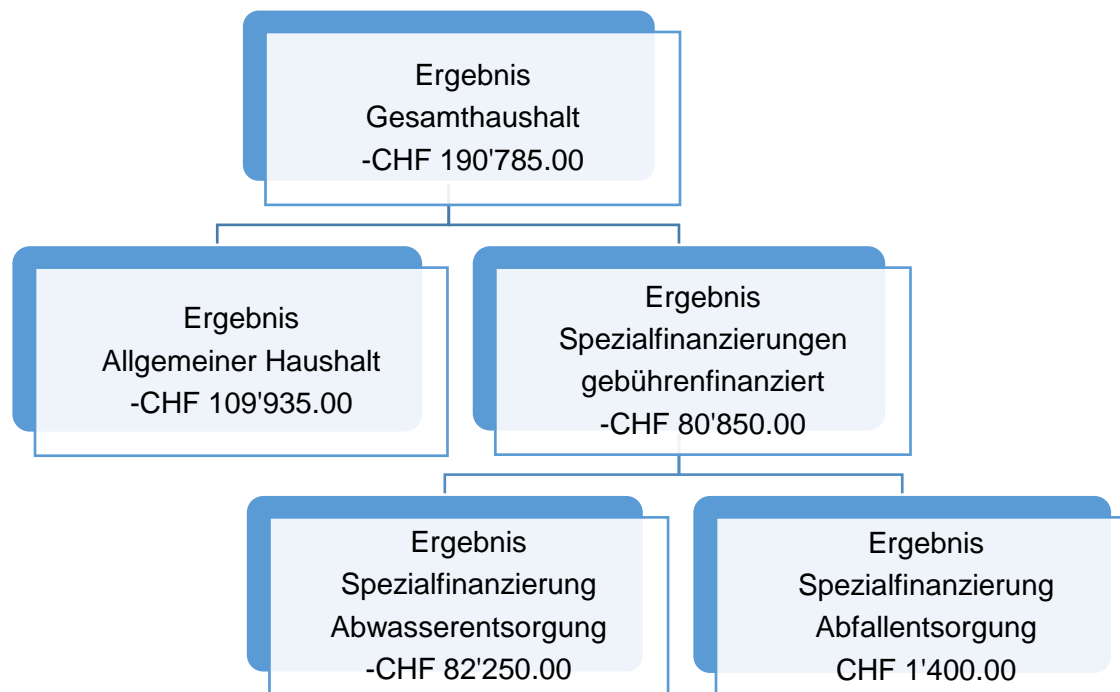 Ergebnis
Gesamthaushalt
-CHF 190'785.00
Ergebnis
Allgemeiner Haushalt
-CHF 109'935.00
Ergebnis
Spezialfinanzierungen
gebührenfinanziert
-CHF 80'850.00
Ergebnis
Spezialfinanzierung
Abwasserentsorgung
-CHF 82'250.00
Ergebnis
Spezialfinanzierung
Abfallentsorgung
CHF 1'400.00